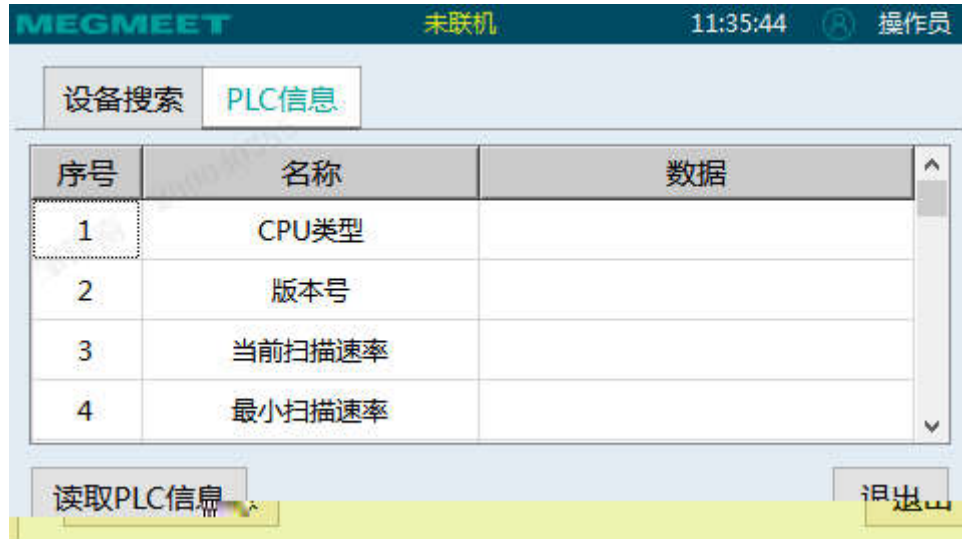 MEGMEET 未联机 11:35:44 操作员
设备搜索 PLC信息
序号 名称 数据
1 CPU类型
2 版本号
3 当前扫描速率
4 最小扫描速率
读取PLC信息 退出